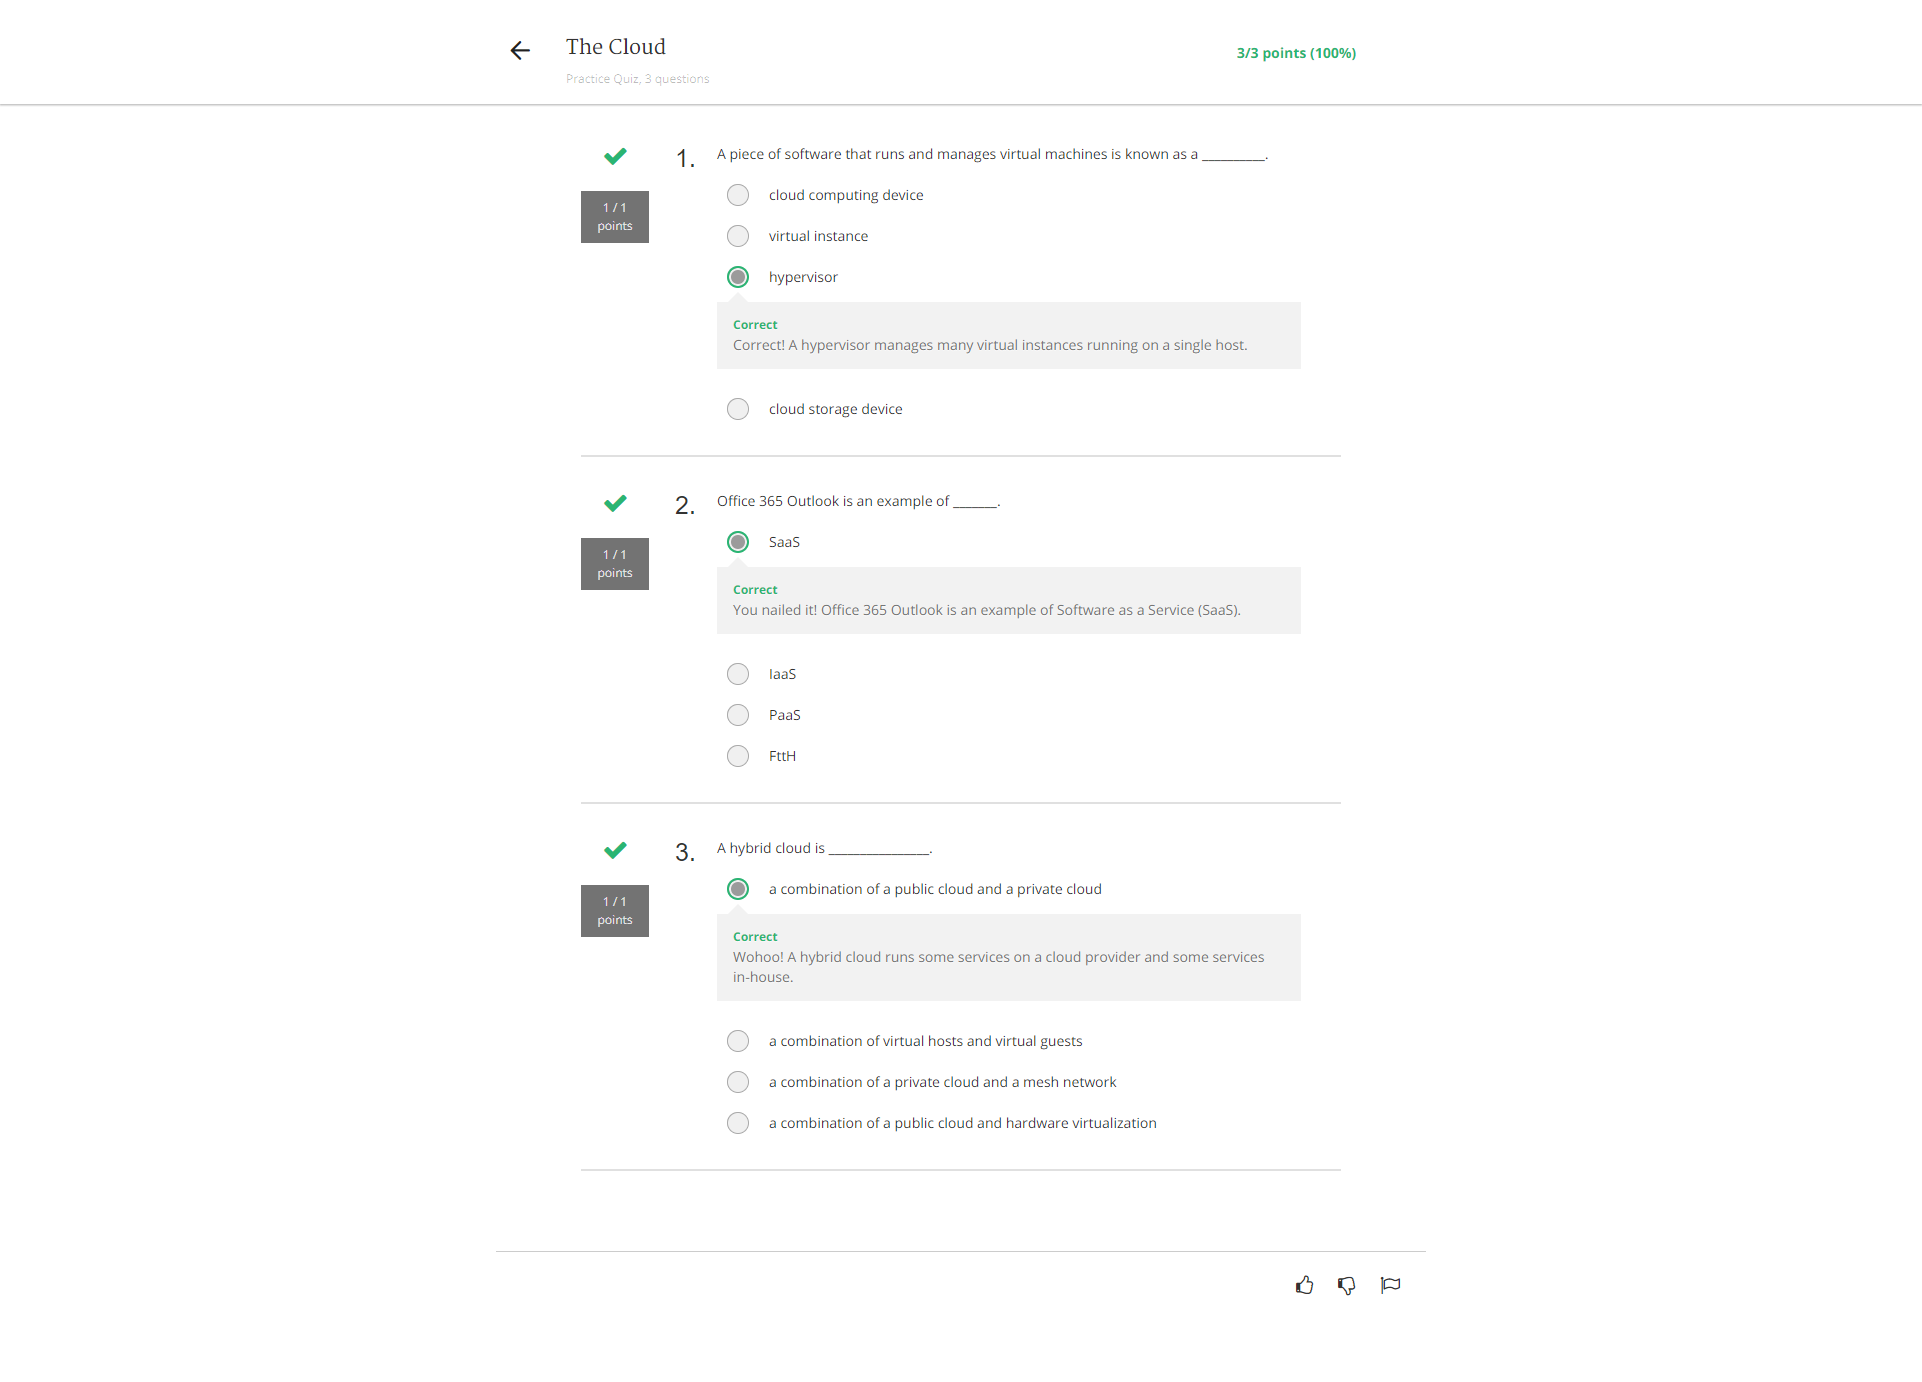 The Cloud
Practice Quiz, 3 questions
3/3 points (100%)
1.
A piece of software that runs and manages virtual machines is known as a _________.
1 / 1
points
cloud computing device
virtual instance
hypervisor
Correct
Correct! A hypervisor manages many virtual instances running on a single host.
cloud storage device
2.
Office 365 Outlook is an example of ______.
1 / 1
points
SaaS
Correct
You nailed it! Office 365 Outlook is an example of Software as a Service (SaaS).
IaaS
PaaS
FttH
3.
A hybrid cloud is ______________.
1 / 1
points
a combination of a public cloud and a private cloud
Correct
Wohoo! A hybrid cloud runs some services on a cloud provider and some services
in-house.
a combination of virtual hosts and virtual guests
a combination of a private cloud and a mesh network
a combination of a public cloud and hardware virtualization